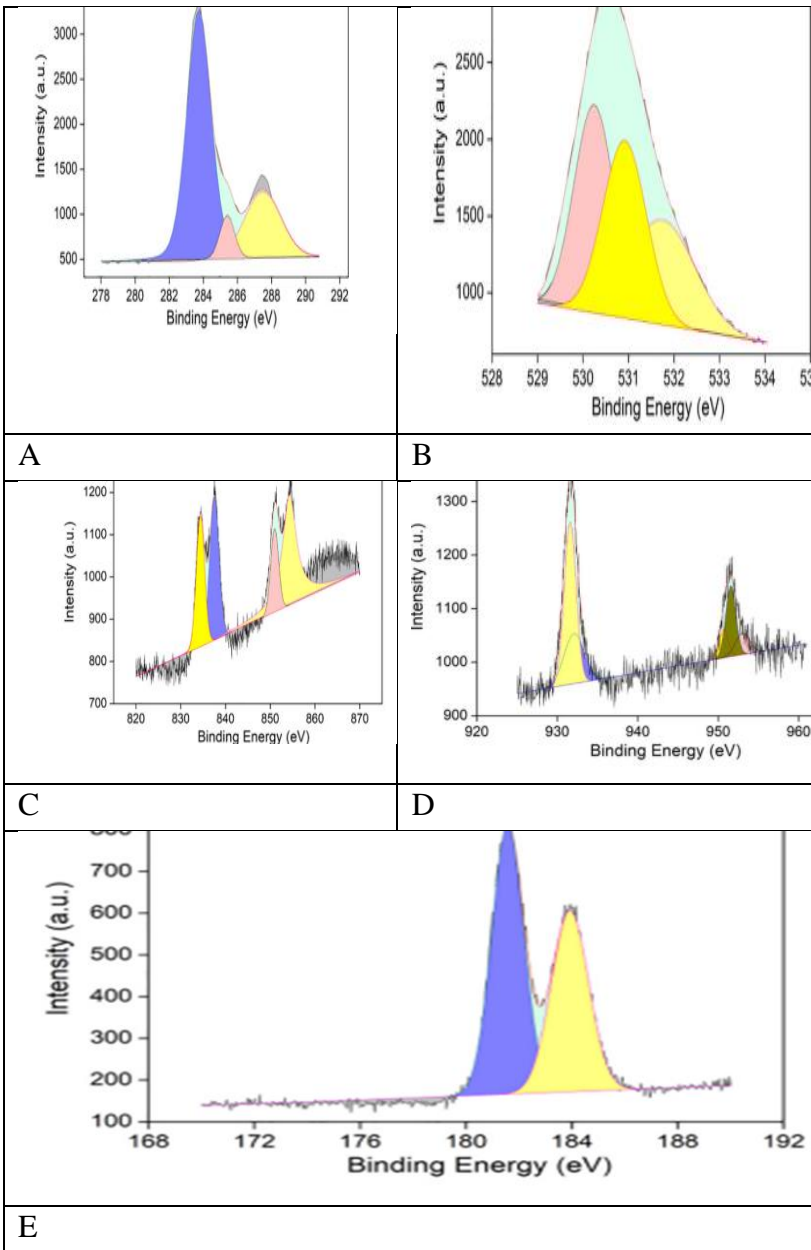 3000
2500
2000
1500
1000
500
Intensity (a.u.)
278 280 282 284 286 288 290 292
Binding Energy (eV)
2500
2000
1500
1000
Intensity (a.u.)
528 529 530 531 532 533 534
Binding Energy (eV)
A
B
1200
1100
1000
900
800
700
Intensity (a.u.)
820 830 840 850 860 870
Binding Energy (eV)
1300
1200
1100
1000
900
Intensity (a.u.)
920 930 940 950 960
Binding Energy (eV)
C
D
700
600
500
400
300
200
100
Intensity (a.u.)
168 172 176 180 184 188 192
Binding Energy (eV)
E